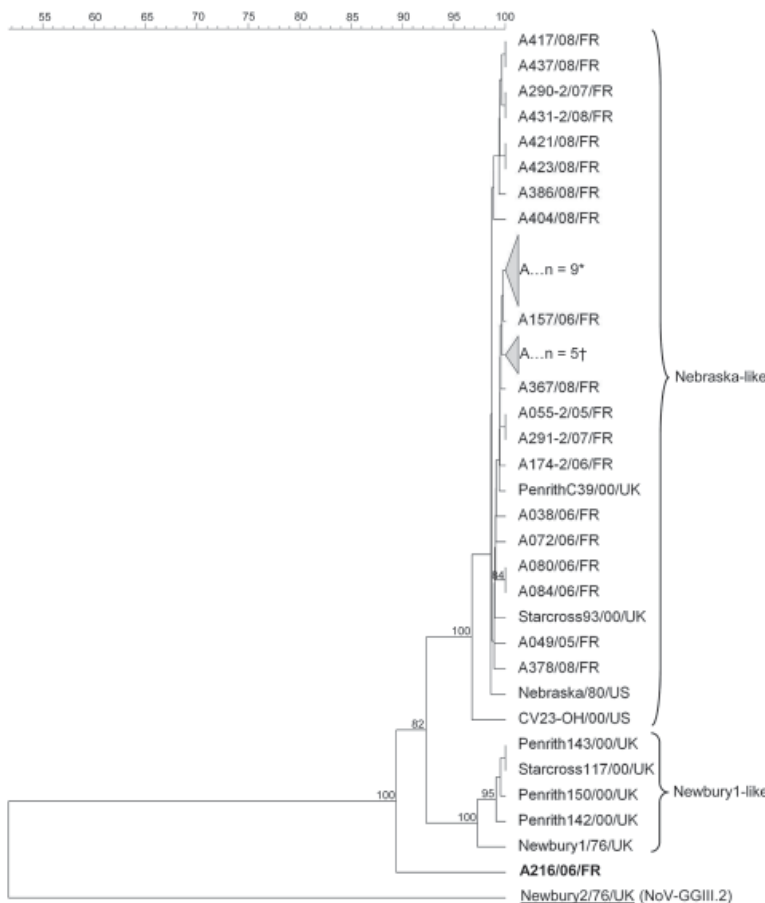 55 60 65 70 75 80 85 90 95 100
A417/08/FR
A437/08/FR
A290-2/07/FR
A431-2/08/FR
A421/08/FR
A423/08/FR
A386/08/FR
A404/08/FR
A...n = 9*
A157/06/FR
A...n = 5†
A367/08/FR
Nebraska-like
A055-2/05/FR
A291-2/07/FR
A174-2/06/FR
PenrithC39/00/UK
A038/06/FR
A072/06/FR
A080/06/FR
84
A084/06/FR
Starcross93/00/UK
100
A049/05/FR
A378/08/FR
Nebraska/80/US
CV23-OH/00/US
82
Penrith143/00/UK
Starcross117/00/UK
95
Penrith150/00/UK
Newbury1-like
100
Penrith142/00/UK
100
Newbury1/76/UK
A216/06/FR
Newbury2/76/UK (NoV-GGIII.2)